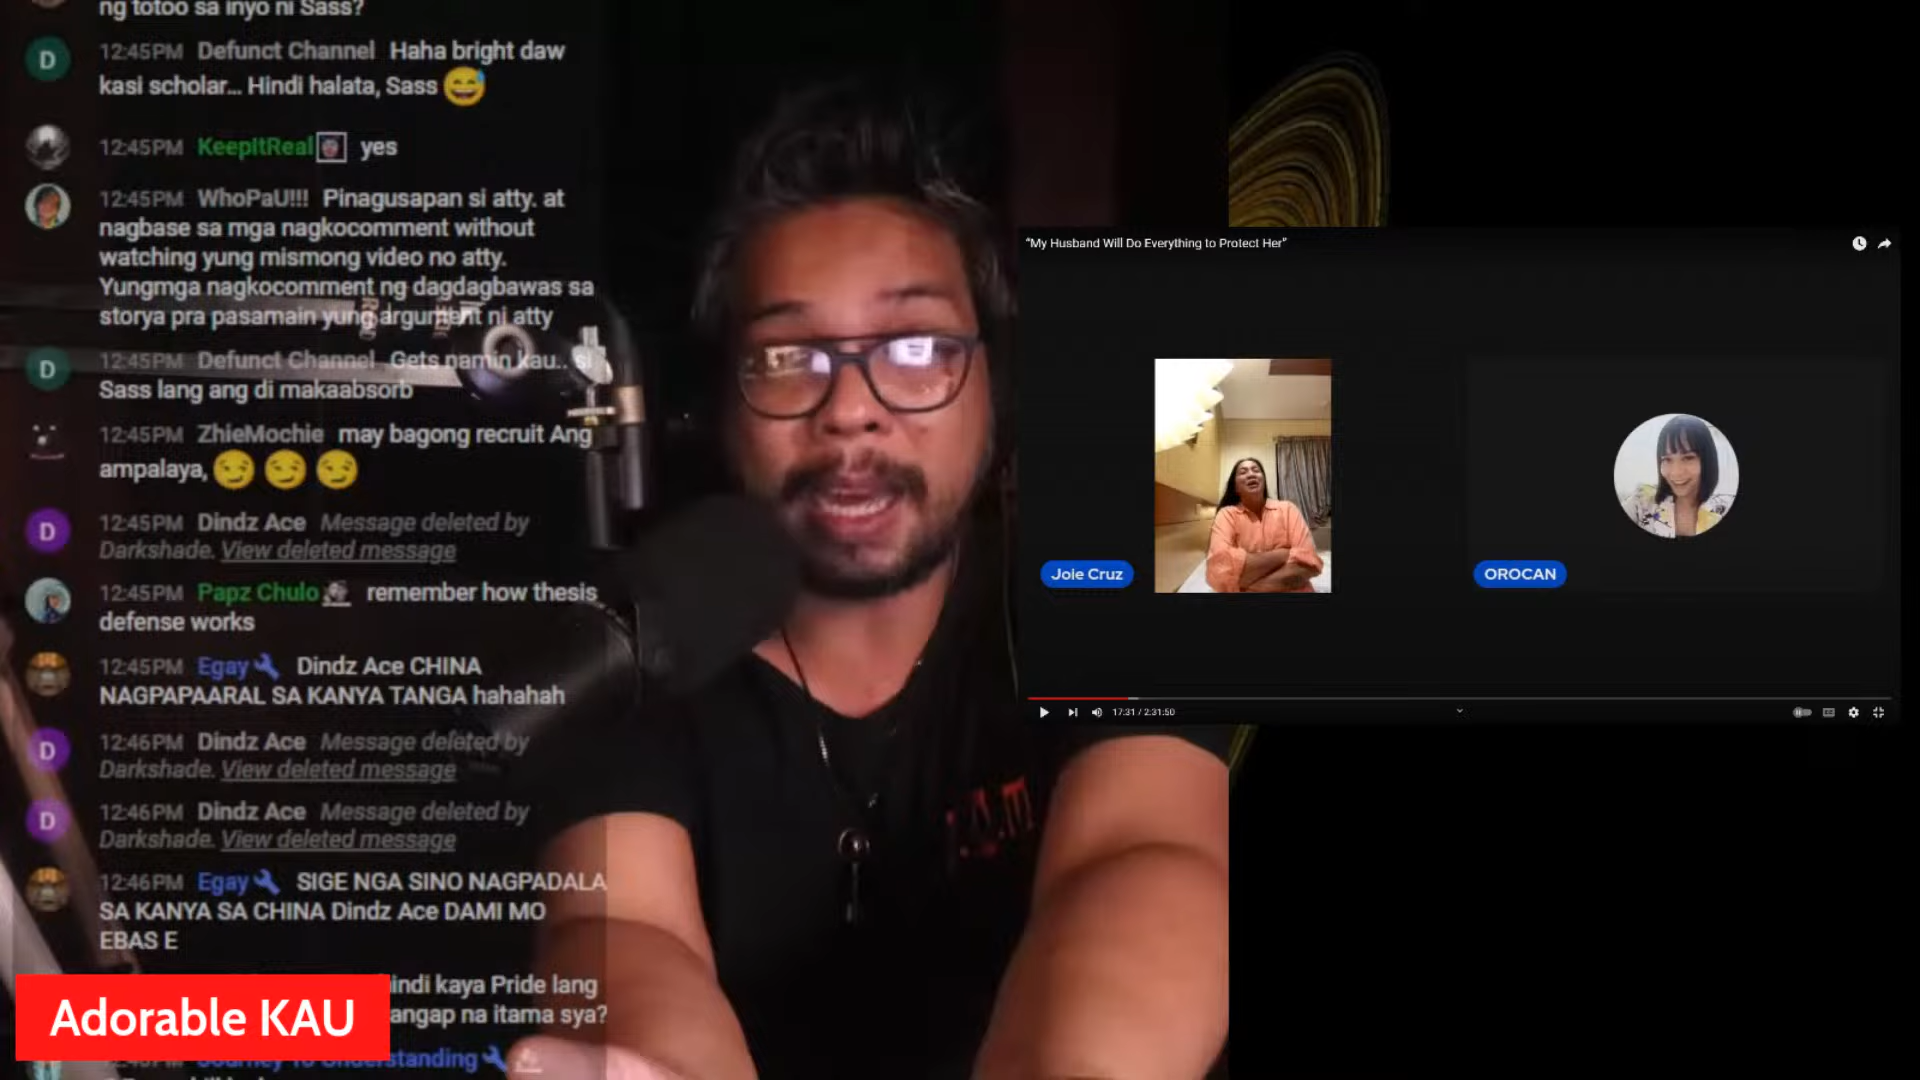 ng totoo sa inyo ni Sass?
D
12:45PM Defunct Channel Haha bright daw
kasi scholar... Hindi halata, Sass
12:45PM KeepItReal yes
12:45PM WhoPaU!!! Pinagusapan si atty. at
nagbase sa mga nagkocomment without
watching yung mismong video no atty.
Yungmga nagkocomment ng dagdagbawas sa
storya pra pasamain yung argument ni atty
D
12:45PM Defunct Channel Gets namin kau.. si
Sass lang ang di makaabsorb
12:45PM ZhieMochie may bagong recruit Ang
ampalaya,
D
12:45PM Dindz Ace Message deleted by
Darkshade. View deleted message
12:45PM Papz Chulo remember how thesis
defense works
12:45PM Egay Dindz Ace CHINA
NAGPAPAARAL SA KANYA TANGA hahahah
D
12:46PM Dindz Ace Message deleted by
Darkshade. View deleted message
D
12:46PM Dindz Ace Message deleted by
Darkshade. View deleted message
12:46PM Egay SIGE NGA SINO NAGPADALA
SA KANYA SA CHINA Dindz Ace DAMI MO
EBAS E
indi kaya Pride lang
angap na itama sya?
Understanding
Adorable KAU
"My Husband Will Do Everything to Protect Her"
Joie Cruz
OROCAN
17:31 / 2:31:50